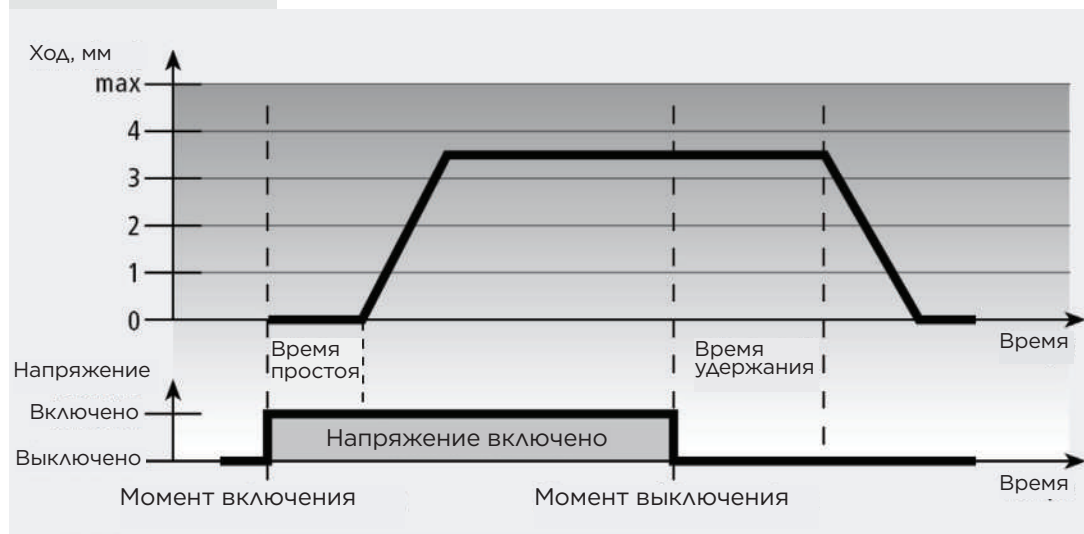 Ход, мм
max
4
3
2
1
0
Время
простоя
Время
удержания
Время
Напряжение
Включено
Напряжение включено
Выключено
Время
Момент включения
Момент выключения